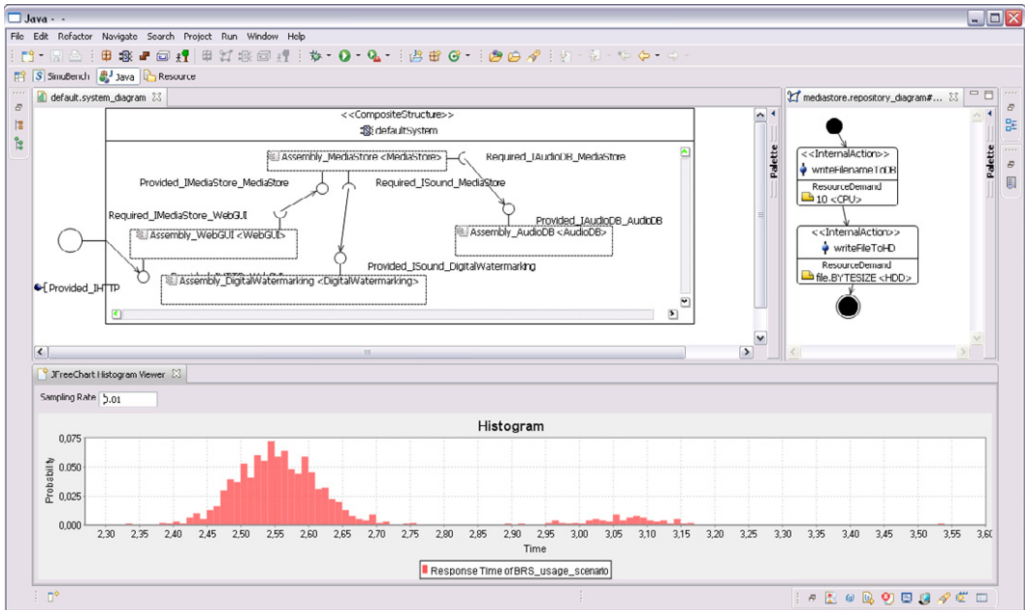 Java - -
File Edit Refactor Navigate Search Project Run Window Help
SimuBench Java Resource
default.system_diagram
<<CompositeStructure>>
defaultSystem
Assembly_MediaStore <MediaStore>
Required_IAudioDB_MediaStore
Provided_IMediaStore_MediaStore
Required_ISound_MediaStore
Required_IMediaStore_WebGUI
Provided_IAudioDB_AudioDB
Assembly_WebGUI <WebGUI>
Assembly_AudioDB <AudioDB>
Provided_ISound_DigitalWatermarking
Assembly_DigitalWatermarking <DigitalWatermarking>
Provided_IHTTP
Palette
mediastore.repository_diagram#...
<<InternalAction>>
writeFilenameToDB
ResourceDemand
10 <CPU>
<<InternalAction>>
writeFileToHD
ResourceDemand
file.BYTESIZE <HDD>
Palette
JFreeChart Histogram Viewer
Sampling Rate 0.01
Histogram
Probability
0,075
0,050
0,025
0,000
2,30 2,35 2,40 2,45 2,50 2,55 2,60 2,65 2,70 2,75 2,80 2,85 2,90 2,95 3,00 3,05 3,10 3,15 3,20 3,25 3,30 3,35 3,40 3,45 3,50 3,55 3,60
Time
Response Time of BRS_usage_scenario